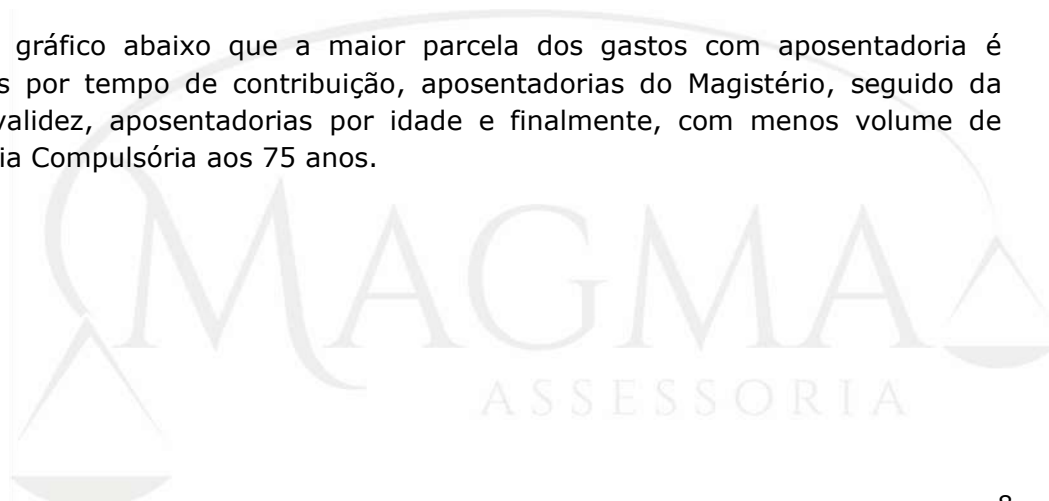 gráfico abaixo que a maior parcela dos gastos com aposentadoria é
s por tempo de contribuição, aposentadorias do Magistério, seguido da
validez, aposentadorias por idade e finalmente, com menos volume de
ia Compulsória aos 75 anos.
MAGMA
ASSESSORIA
8